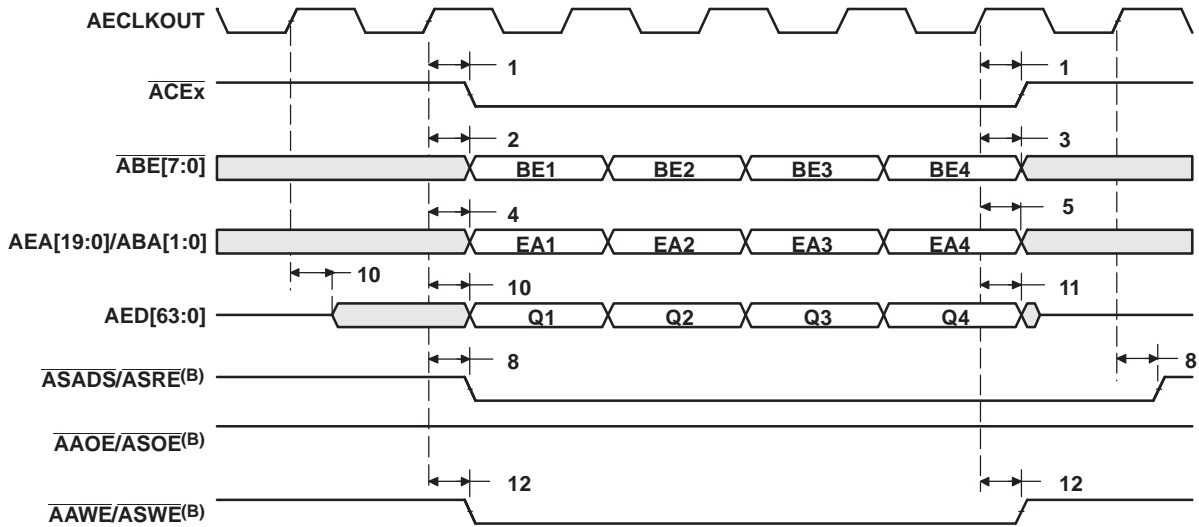 AECLKOUT
1 1
ACEx
2 3
ABE[7:0] BE1 BE2 BE3 BE4
4 5
AEA[19:0]/ABA[1:0] EA1 EA2 EA3 EA4
10 10 11
AED[63:0] Q1 Q2 Q3 Q4
8 8
ASADS/ASRE(B)
AAOE/ASOE(B)
12 12
AAWE/ASWE(B)